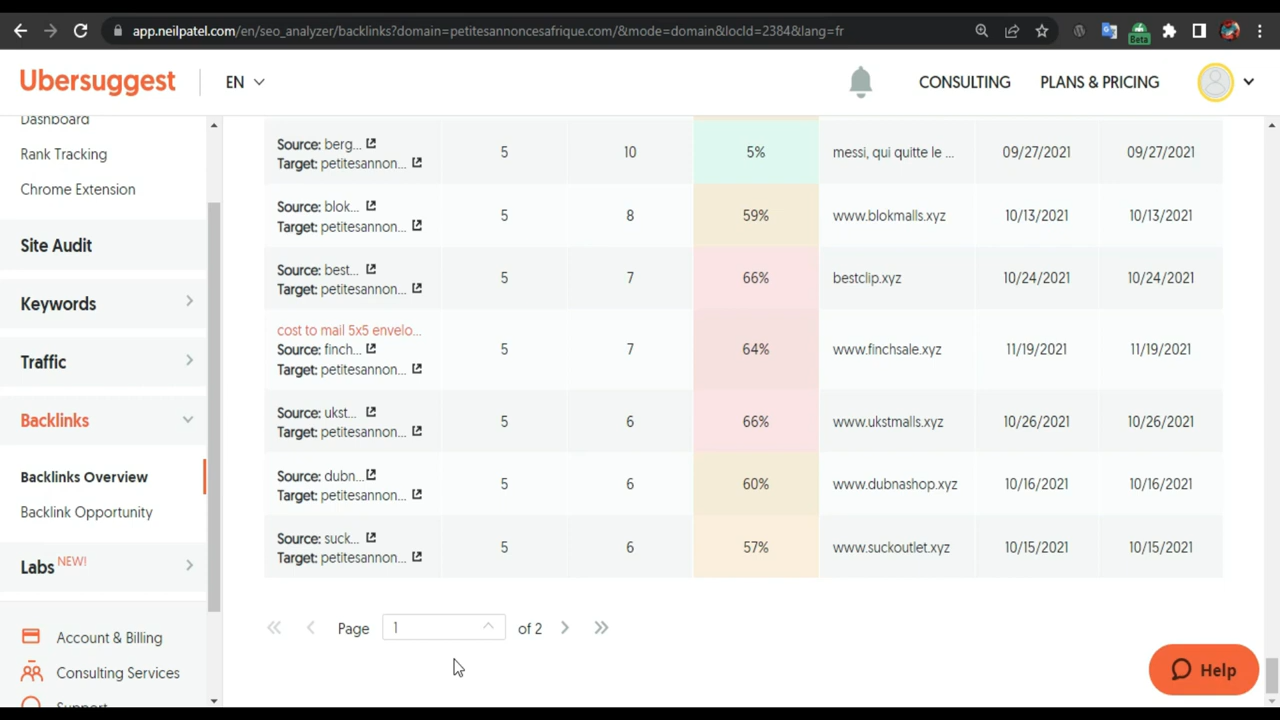 app.neilpatel.com/en/seo_analyzer/backlinks?domain=petitesannoncesafrique.com/&mode=domain&locId=2384&lang=fr
Beta
Ubersuggest
EN
CONSULTING
PLANS & PRICING
Dashboard
Rank Tracking
Chrome Extension
Site Audit
Keywords
Traffic
Backlinks
Backlinks Overview
Backlink Opportunity
Labs NEW!
Account & Billing
Consulting Services
Support
Source: berg...
Target: petitesannon...
5 10 5% messi, qui quitte le ... 09/27/2021 09/27/2021
Source: blok...
Target: petitesannon...
5 8 59% www.blokmalls.xyz 10/13/2021 10/13/2021
Source: best...
Target: petitesannon...
5 7 66% bestclip.xyz 10/24/2021 10/24/2021
cost to mail 5x5 envelo...
Source: finch...
Target: petitesannon...
5 7 64% www.finchsale.xyz 11/19/2021 11/19/2021
Source: ukst...
Target: petitesannon...
5 6 66% www.ukstmalls.xyz 10/26/2021 10/26/2021
Source: dubn...
Target: petitesannon...
5 6 60% www.dubnashop.xyz 10/16/2021 10/16/2021
Source: suck...
Target: petitesannon...
5 6 57% www.suckoutlet.xyz 10/15/2021 10/15/2021
Page 1 of 2
Help